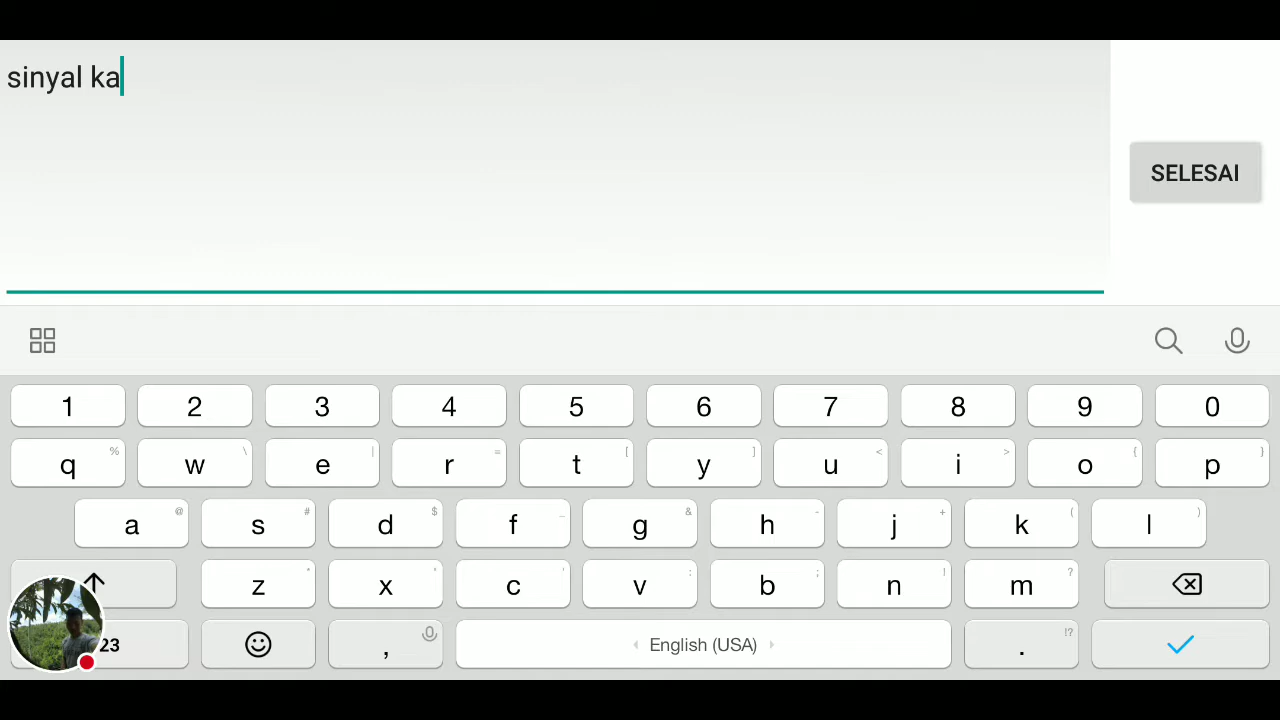 sinyal ka
SELESAI
1 2 3 4 5 6 7 8 9 0
q % w \ e | r = t [ y ] u < i > o { p }
a @ s # d $ f _ g & h - j + k ( l )
z x c v : b ; n ! m ?
23 , English (USA) . !?